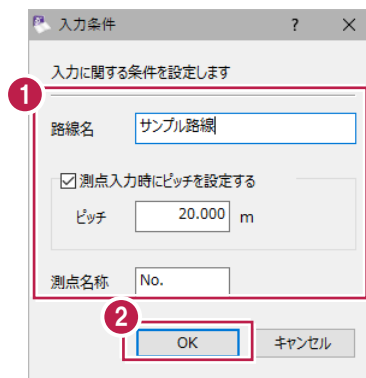 入力条件 ? ×
入力に関する条件を設定します
1
路線名 サンプル路線
測点入力時にピッチを設定する
ピッチ 20.000 m
測点名称 No.
2
OK キャンセル